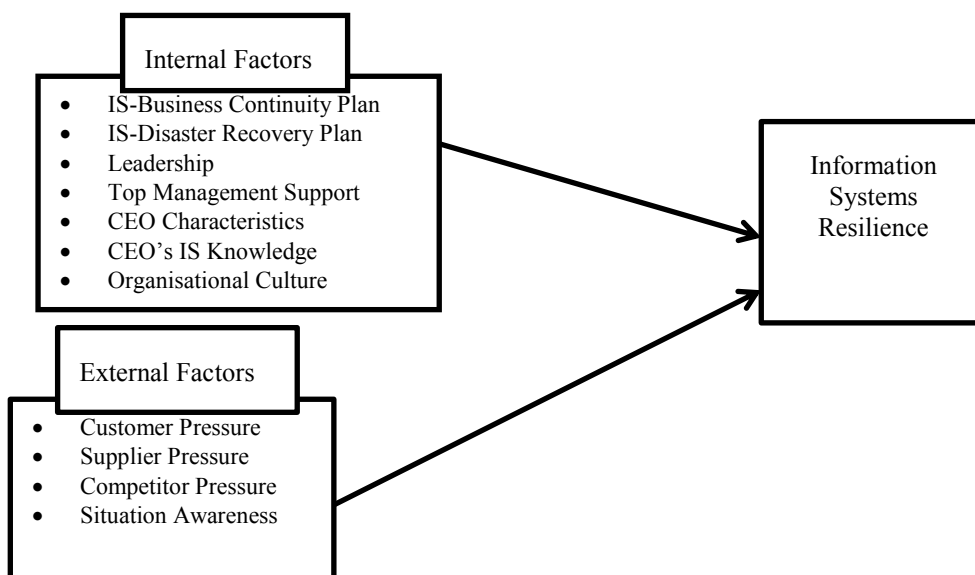 Internal Factors
• IS-Business Continuity Plan
• IS-Disaster Recovery Plan
• Leadership
• Top Management Support
• CEO Characteristics
• CEO’s IS Knowledge
• Organisational Culture
Information
Systems
Resilience
External Factors
• Customer Pressure
• Supplier Pressure
• Competitor Pressure
• Situation Awareness